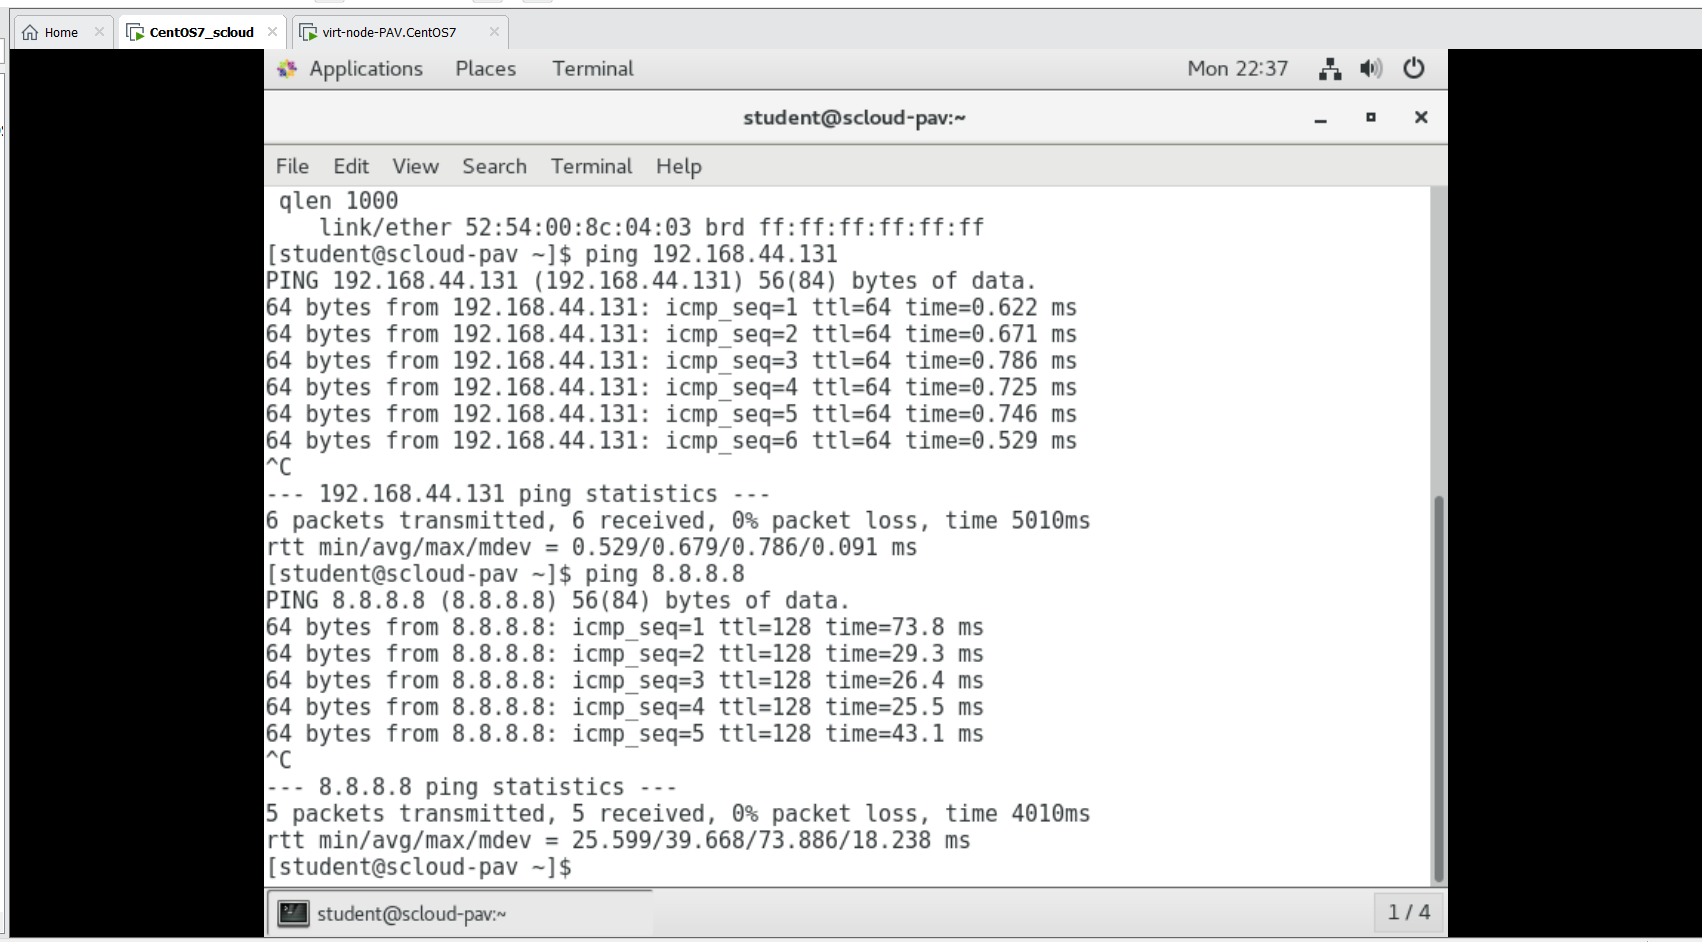 Home
CentOS7_scloud
virt-node-PAV.CentOS7
Applications Places Terminal Mon 22:37
student@scloud-pav:~
File Edit View Search Terminal Help
qlen 1000
link/ether 52:54:00:8c:04:03 brd ff:ff:ff:ff:ff:ff
[student@scloud-pav ~]$ ping 192.168.44.131
PING 192.168.44.131 (192.168.44.131) 56(84) bytes of data.
64 bytes from 192.168.44.131: icmp_seq=1 ttl=64 time=0.622 ms
64 bytes from 192.168.44.131: icmp_seq=2 ttl=64 time=0.671 ms
64 bytes from 192.168.44.131: icmp_seq=3 ttl=64 time=0.786 ms
64 bytes from 192.168.44.131: icmp_seq=4 ttl=64 time=0.725 ms
64 bytes from 192.168.44.131: icmp_seq=5 ttl=64 time=0.746 ms
64 bytes from 192.168.44.131: icmp_seq=6 ttl=64 time=0.529 ms
^C
--- 192.168.44.131 ping statistics ---
6 packets transmitted, 6 received, 0% packet loss, time 5010ms
rtt min/avg/max/mdev = 0.529/0.679/0.786/0.091 ms
[student@scloud-pav ~]$ ping 8.8.8.8
PING 8.8.8.8 (8.8.8.8) 56(84) bytes of data.
64 bytes from 8.8.8.8: icmp_seq=1 ttl=128 time=73.8 ms
64 bytes from 8.8.8.8: icmp_seq=2 ttl=128 time=29.3 ms
64 bytes from 8.8.8.8: icmp_seq=3 ttl=128 time=26.4 ms
64 bytes from 8.8.8.8: icmp_seq=4 ttl=128 time=25.5 ms
64 bytes from 8.8.8.8: icmp_seq=5 ttl=128 time=43.1 ms
^C
--- 8.8.8.8 ping statistics ---
5 packets transmitted, 5 received, 0% packet loss, time 4010ms
rtt min/avg/max/mdev = 25.599/39.668/73.886/18.238 ms
[student@scloud-pav ~]$
student@scloud-pav:~
1 / 4